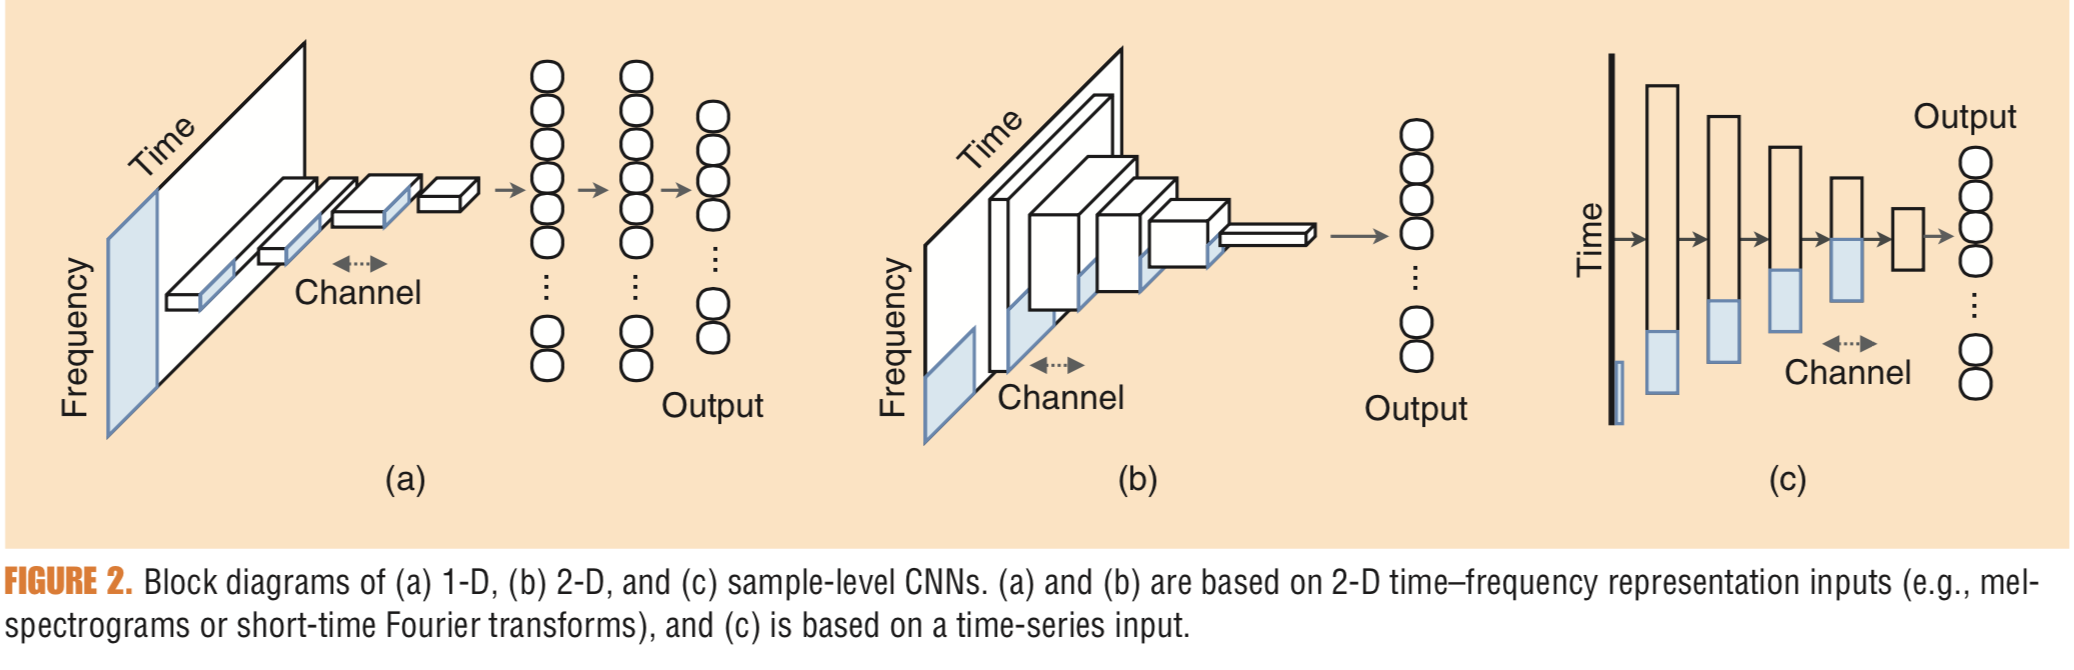 Time
Frequency
Channel
Output
(a)
Time
Frequency
Channel
Output
(b)
Time
Channel
Output
(c)
FIGURE 2. Block diagrams of (a) 1-D, (b) 2-D, and (c) sample-level CNNs. (a) and (b) are based on 2-D time–frequency representation inputs (e.g., mel-
spectrograms or short-time Fourier transforms), and (c) is based on a time-series input.